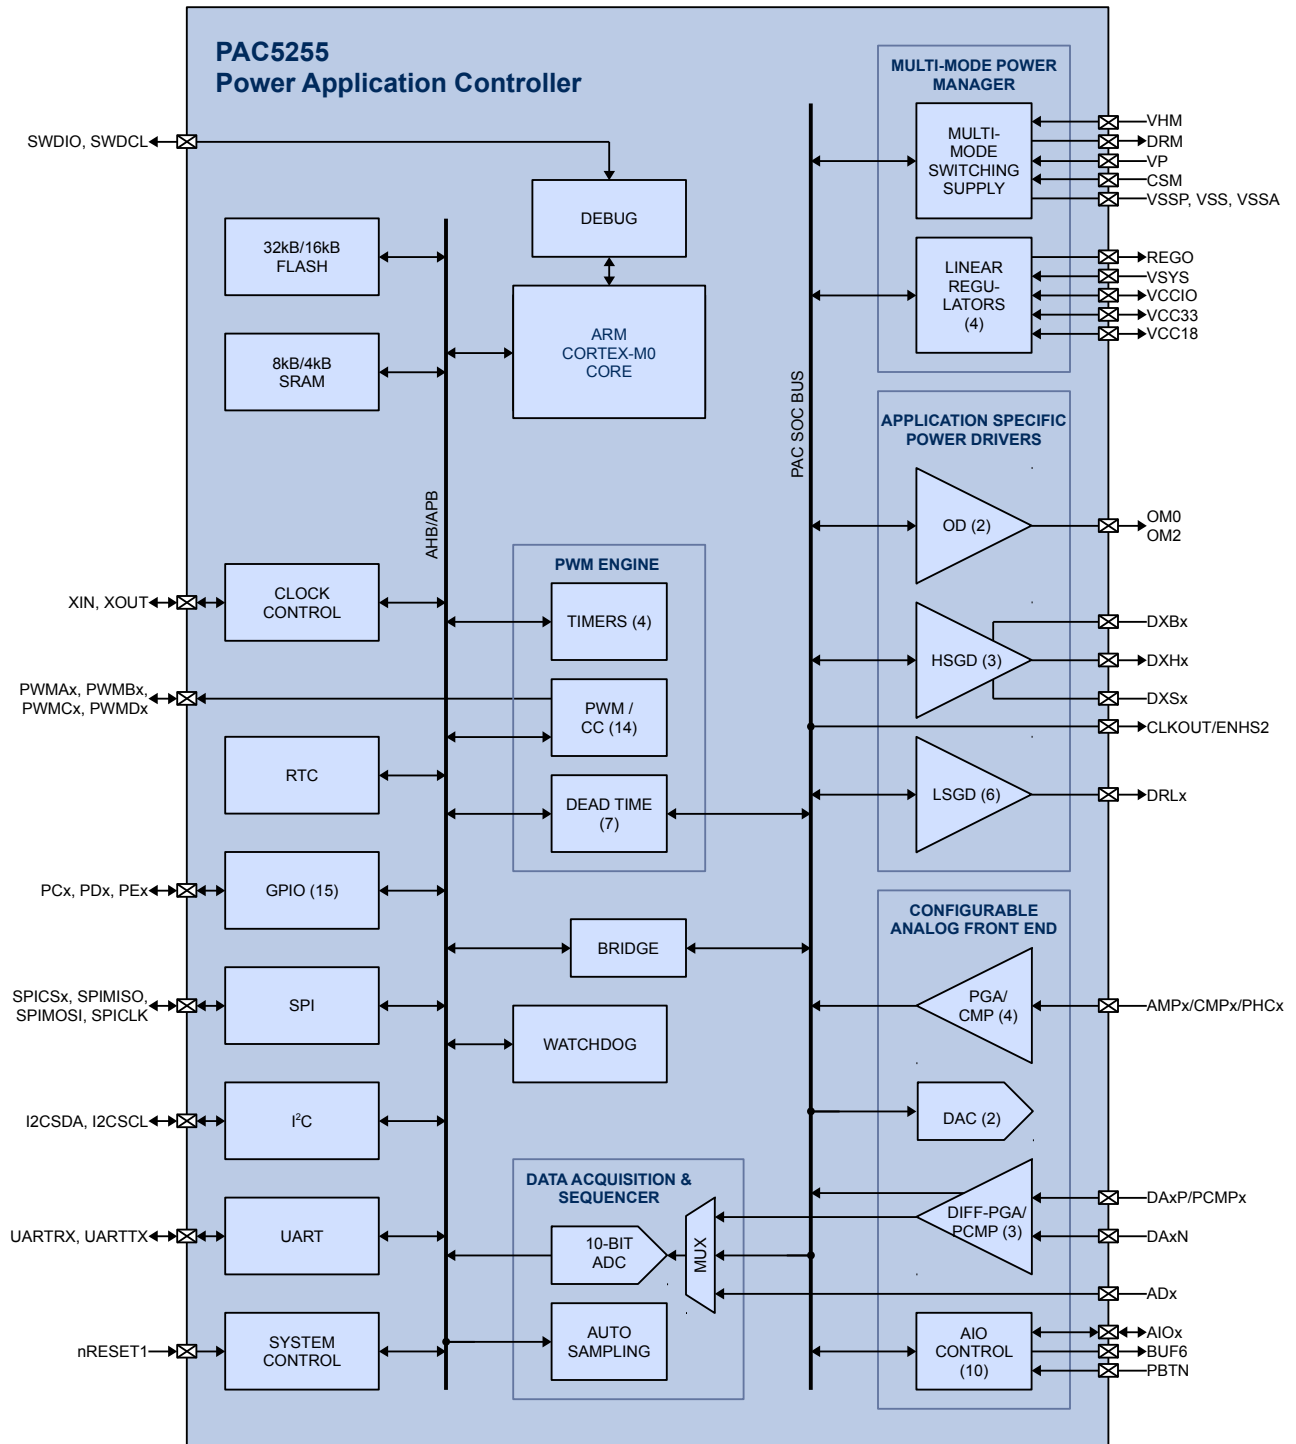 PAC5255
Power Application Controller
SWDIO, SWDCL
DEBUG
32kB/16kB
FLASH
ARM
CORTEX-M0
CORE
8kB/4kB
SRAM
AHB/APB
PAC SOC BUS
XIN, XOUT
CLOCK
CONTROL
PWM ENGINE
TIMERS (4)
PWMAx, PWMBx,
PWMCx, PWMDx
PWM /
CC (14)
RTC
DEAD TIME
(7)
PCx, PDx, PEx
GPIO (15)
BRIDGE
SPICSx, SPIMISO,
SPIMOSI, SPICLK
SPI
WATCHDOG
I2CSDA, I2CSCL
I²C
DATA ACQUISITION &
SEQUENCER
UARTRX, UARTTX
UART
10-BIT
ADC
MUX
nRESET1
SYSTEM
CONTROL
AUTO
SAMPLING
MULTI-MODE POWER
MANAGER
MULTI-
MODE
SWITCHING
SUPPLY
VHM
DRM
VP
CSM
VSSP, VSS, VSSA
LINEAR
REGU-
LATORS
(4)
REGO
VSYS
VCCIO
VCC33
VCC18
APPLICATION SPECIFIC
POWER DRIVERS
OD (2)
OM0
OM2
HSGD (3)
DXBx
DXHx
DXSx
CLKOUT/ENHS2
LSGD (6)
DRLx
CONFIGURABLE
ANALOG FRONT END
PGA/
CMP (4)
AMPx/CMPx/PHCx
DAC (2)
DIFF-PGA/
PCMP (3)
DAxP/PCMPx
DAxN
ADx
AIO
CONTROL
(10)
AIOx
BUF6
PBTN